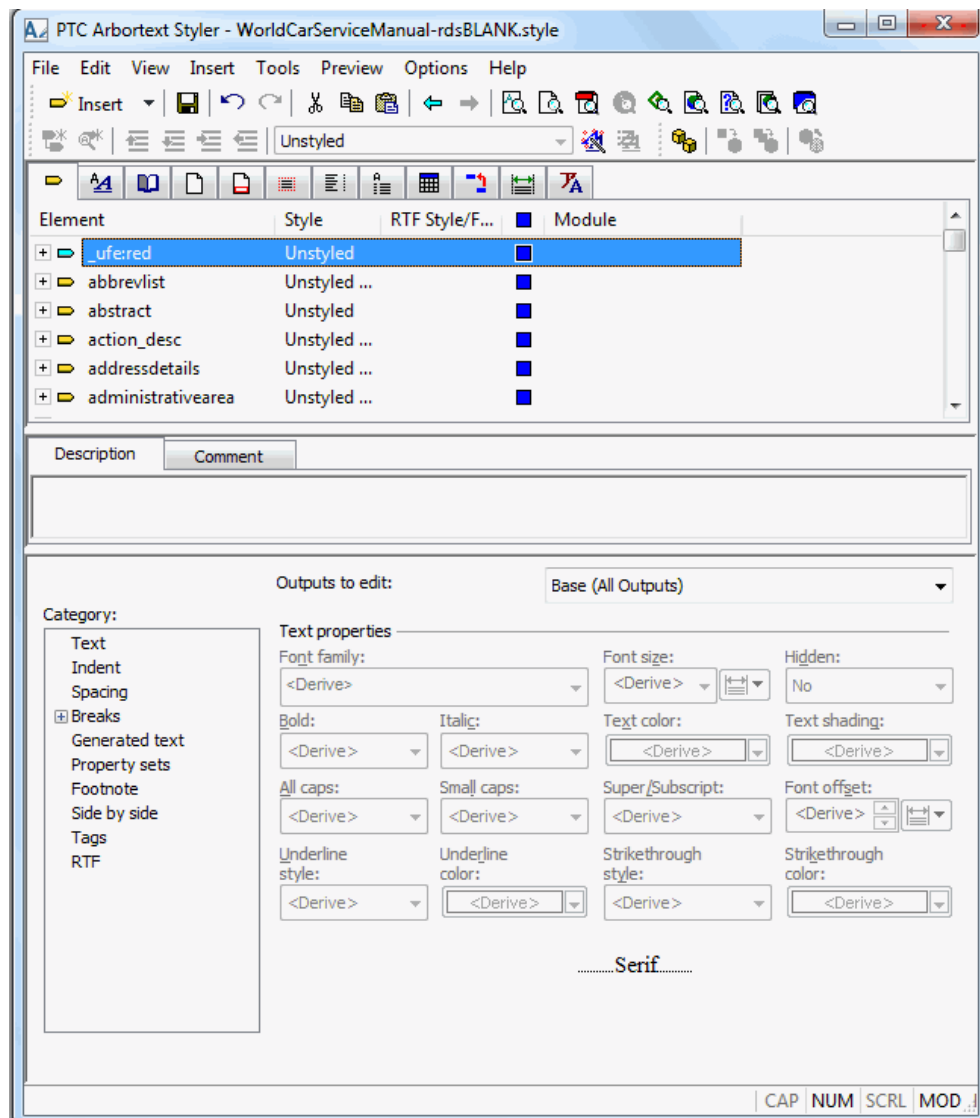 PTC Arbortext Styler - WorldCarServiceManual-rdsBLANK.style
File Edit View Insert Tools Preview Options Help
Insert
Unstyled
Element Style RTF Style/F... Module
_ufe:red Unstyled
abbrevlist Unstyled ...
abstract Unstyled ...
action_desc Unstyled ...
addressdetails Unstyled ...
administrativearea Unstyled ...
Description Comment
Outputs to edit: Base (All Outputs)
Category:
Text
Indent
Spacing
Breaks
Generated text
Property sets
Footnote
Side by side
Tags
RTF
Text properties
Font family: Font size: Hidden:
<Derive> <Derive> No
Bold: Italic: Text color: Text shading:
<Derive> <Derive> <Derive> <Derive>
All caps: Small caps: Super/Subscript: Font offset:
<Derive> <Derive> <Derive> <Derive>
Underline Underline Strikethrough Strikethrough
style: color: style: color:
<Derive> <Derive> <Derive> <Derive>
...........Serif...........
CAP NUM SCRL MOD